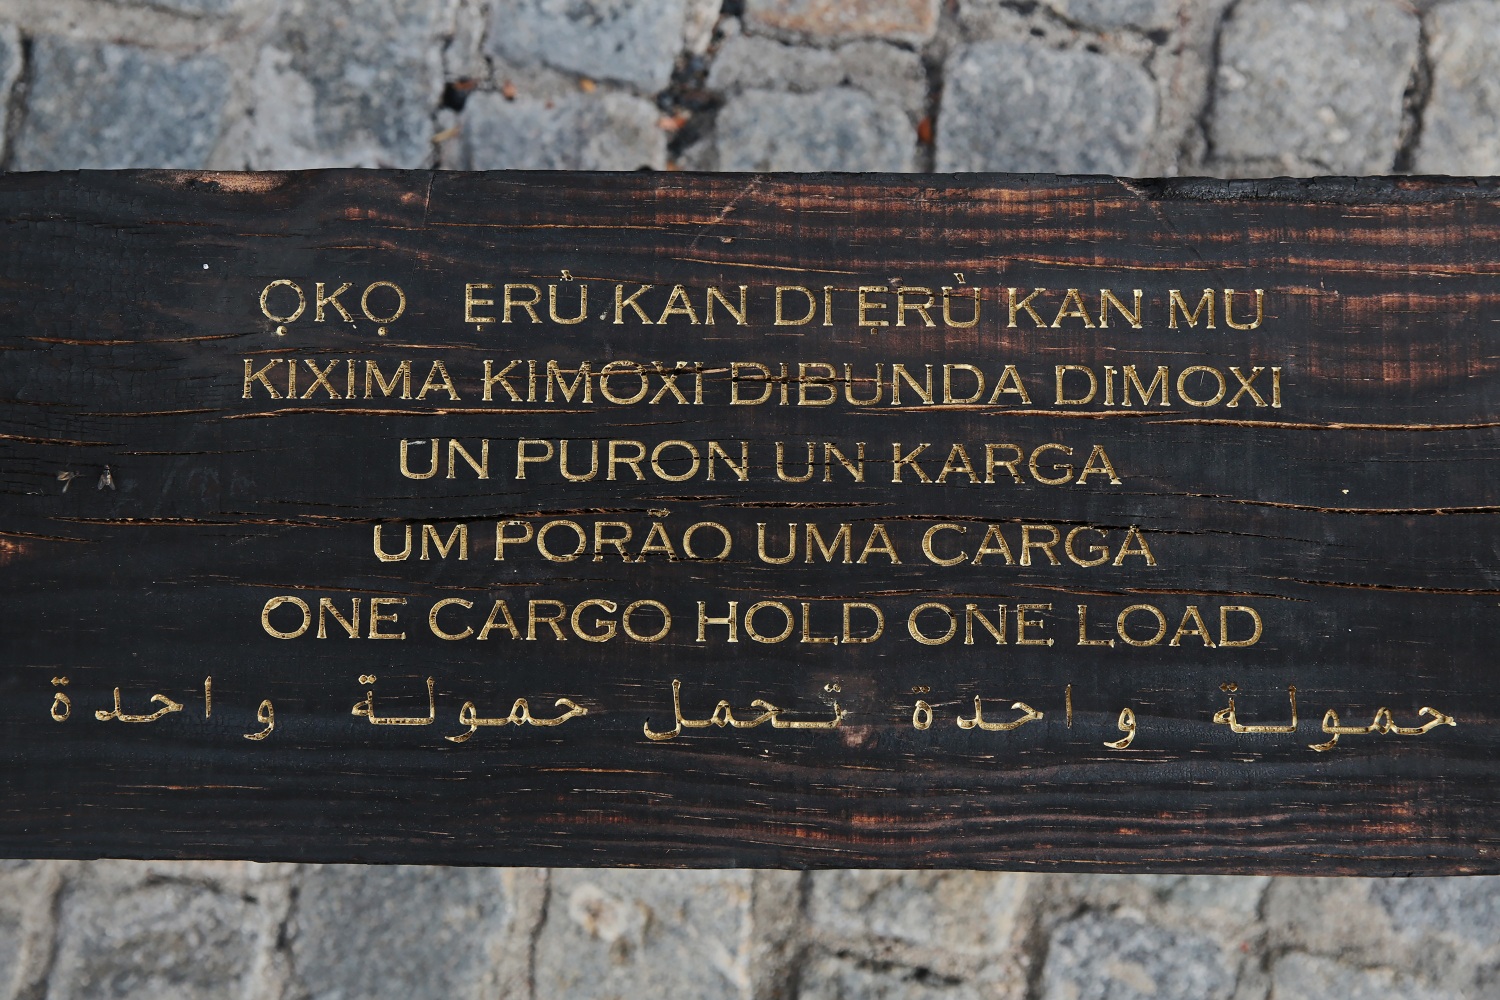 ỌKỌ ẸRÙ KAN DI ẸRÙ KAN MU
KIXIMA KIMOXI DIBUNDA DIMOXI
UN PURON UN KARGA
UM PORÃO UMA CARGA
ONE CARGO HOLD ONE LOAD
حمولة واحدة تحمل حمولة واحدة